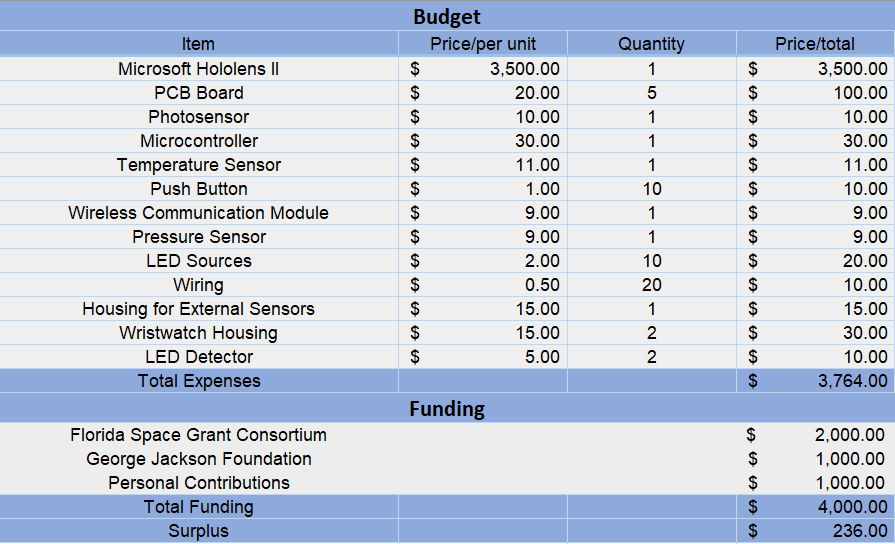 Budget
Item Price/per unit Quantity Price/total
Microsoft Hololens II $ 3,500.00 1 $ 3,500.00
PCB Board $ 20.00 5 $ 100.00
Photosensor $ 10.00 1 $ 10.00
Microcontroller $ 30.00 1 $ 30.00
Temperature Sensor $ 11.00 1 $ 11.00
Push Button $ 1.00 10 $ 10.00
Wireless Communication Module $ 9.00 1 $ 9.00
Pressure Sensor $ 9.00 1 $ 9.00
LED Sources $ 2.00 10 $ 20.00
Wiring $ 0.50 20 $ 10.00
Housing for External Sensors $ 15.00 1 $ 15.00
Wristwatch Housing $ 15.00 2 $ 30.00
LED Detector $ 5.00 2 $ 10.00
Total Expenses $ 3,764.00
Funding
Florida Space Grant Consortium $ 2,000.00
George Jackson Foundation $ 1,000.00
Personal Contributions $ 1,000.00
Total Funding $ 4,000.00
Surplus $ 236.00